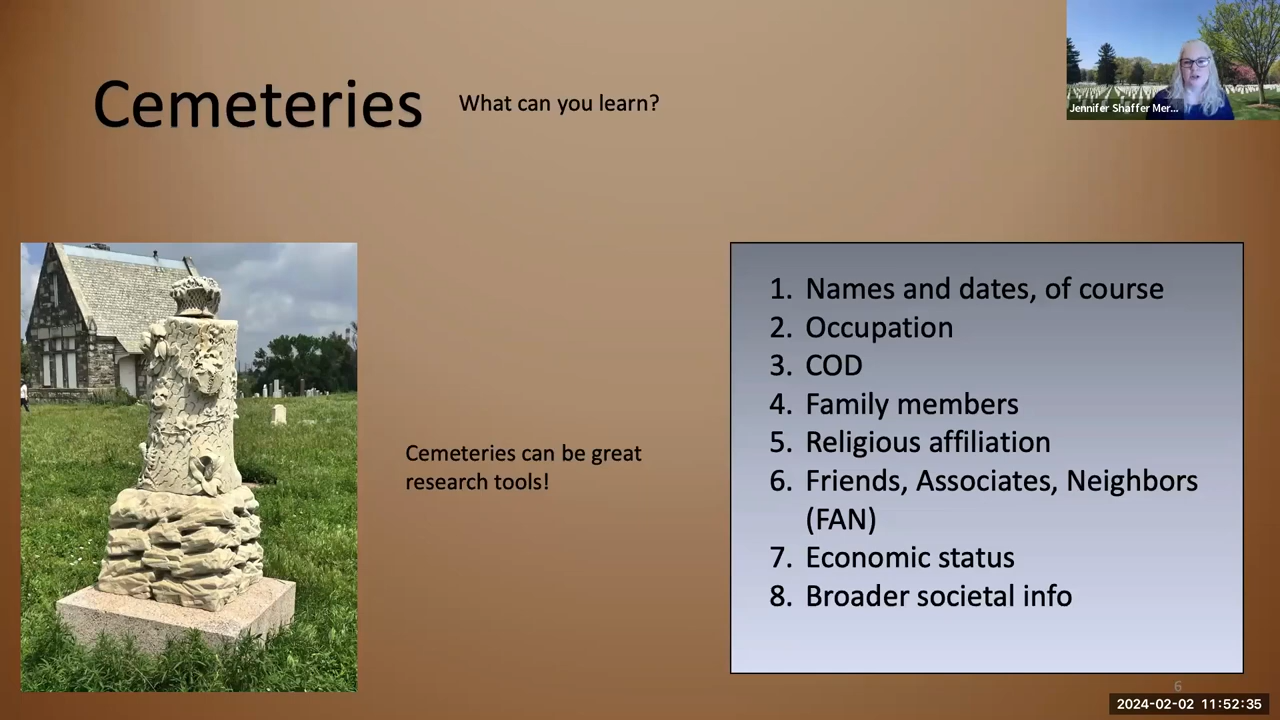 Cemeteries
What can you learn?
Jennifer Shaffer Mer...
Cemeteries can be great
research tools!
1. Names and dates, of course
2. Occupation
3. COD
4. Family members
5. Religious affiliation
6. Friends, Associates, Neighbors
(FAN)
7. Economic status
8. Broader societal info
6
2024-02-02 11:52:35